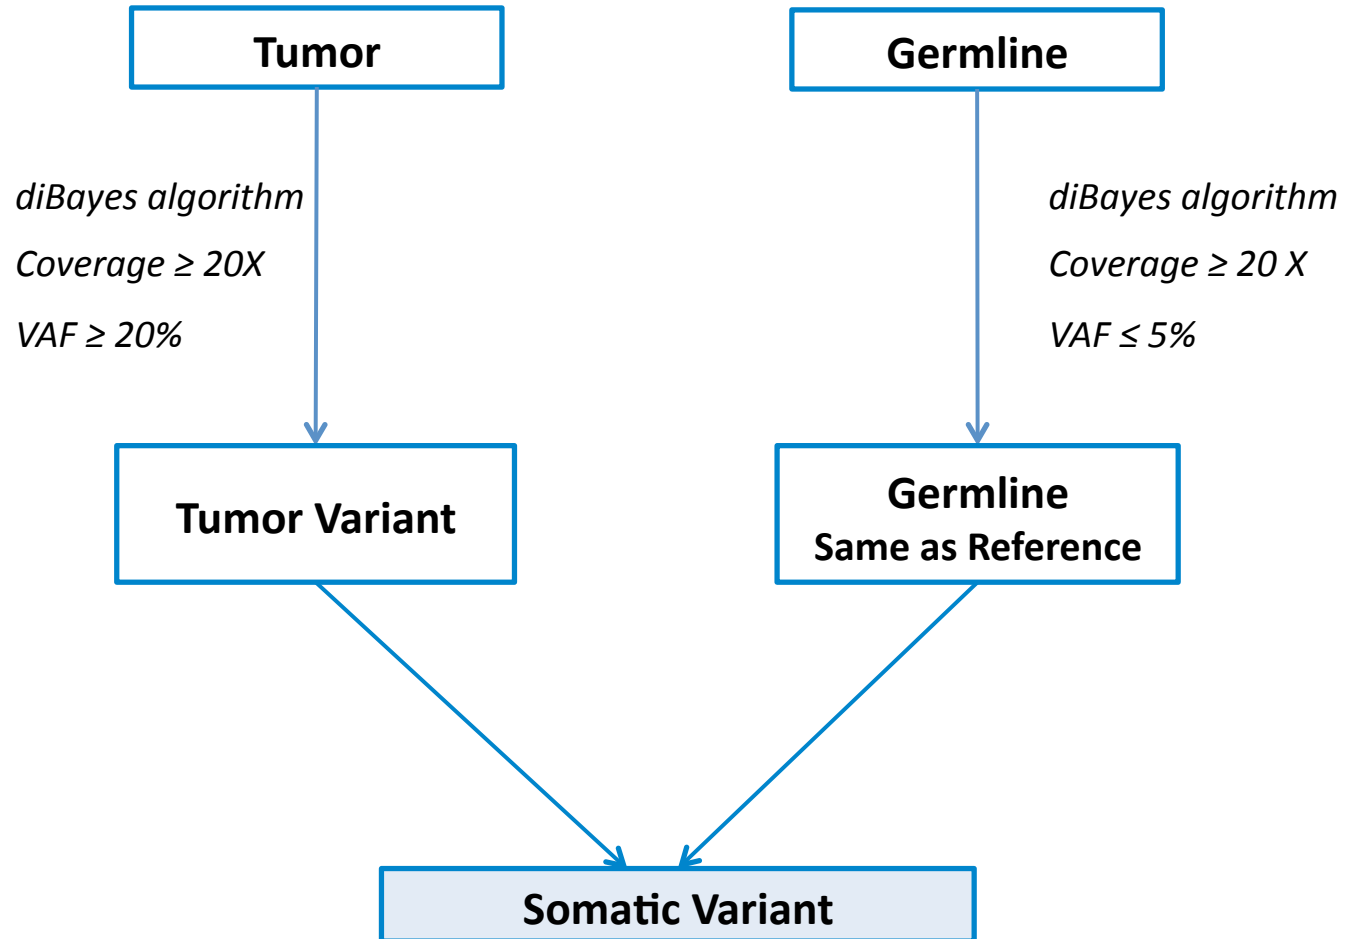 Tumor
Germline
diBayes algorithm
Coverage ≥ 20X
VAF ≥ 20%
diBayes algorithm
Coverage ≥ 20 X
VAF ≤ 5%
Tumor Variant
Germline
Same as Reference
Somatic Variant